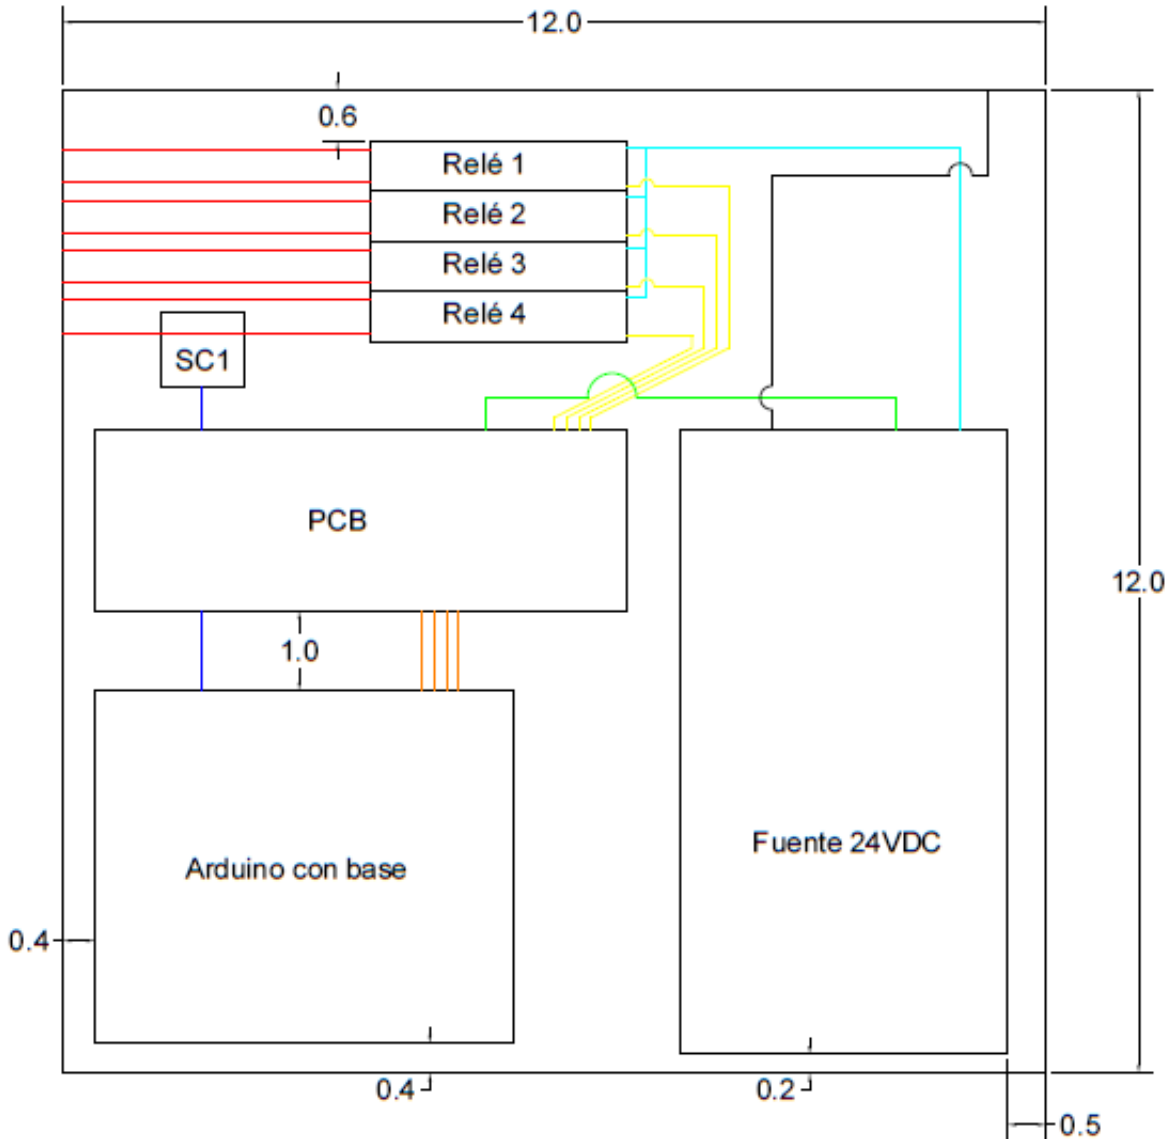 12.0
0.6
Relé 1
Relé 2
Relé 3
Relé 4
SC1
PCB
12.0
1.0
Fuente 24VDC
Arduino con base
0.4
0.4
0.2
0.5